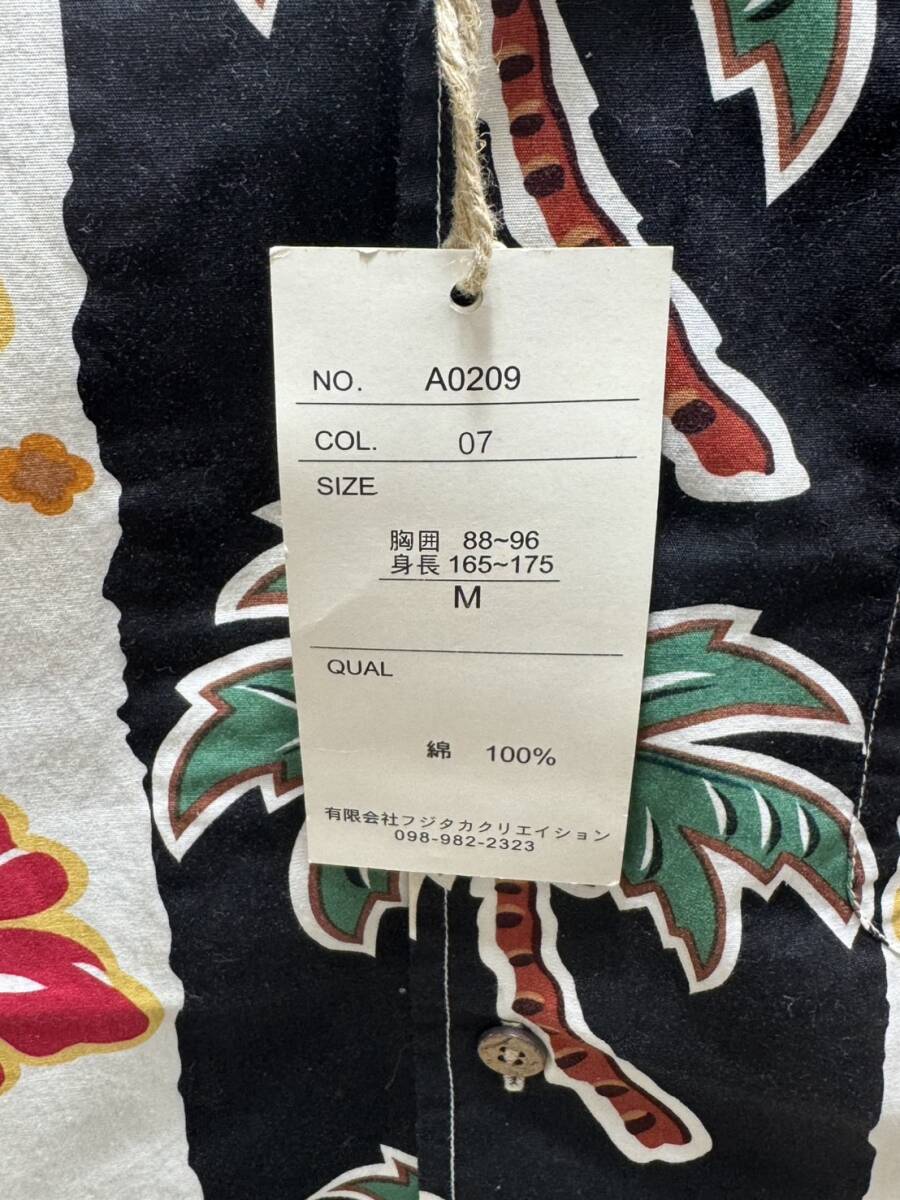 NO. A0209
COL. 07
SIZE
胸囲 88~96
身長 165~175
M
QUAL
綿 100%
有限会社フジタカクリエイション
098-982-2323